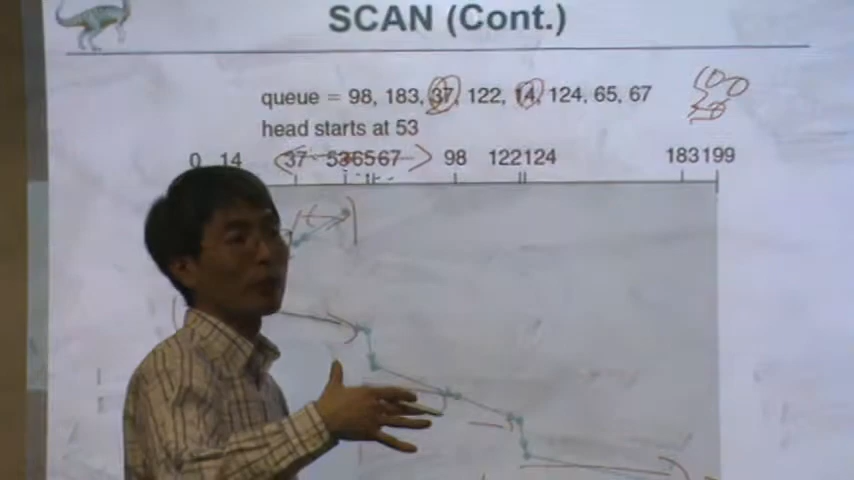 SCAN (Cont.)
queue = 98, 183, 37, 122, 14, 124, 65, 67
head starts at 53
0 14 37 536567 98 122124 183199
100